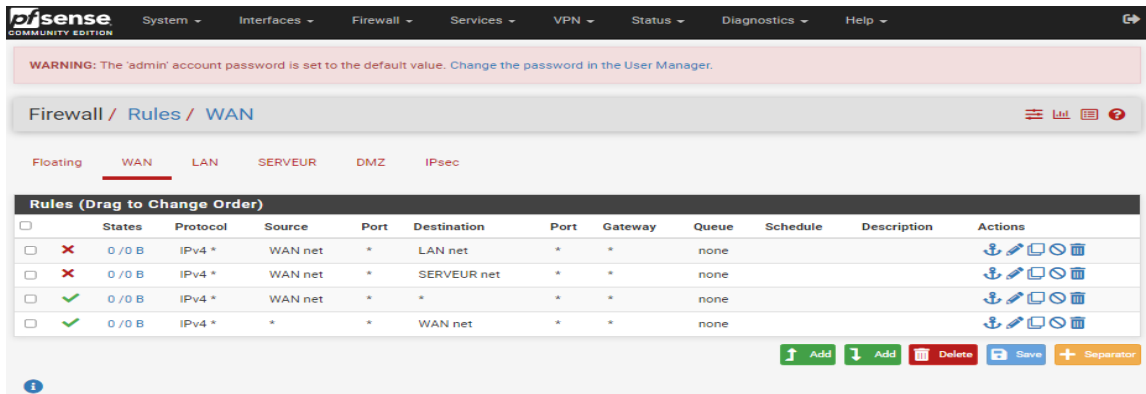 pfsense
COMMUNITY EDITION
System Interfaces Firewall Services VPN Status Diagnostics Help
WARNING: The 'admin' account password is set to the default value. Change the password in the User Manager.
Firewall / Rules / WAN
Floating WAN LAN SERVEUR DMZ IPsec
Rules (Drag to Change Order)
States Protocol Source Port Destination Port Gateway Queue Schedule Description Actions
0 /0 B IPv4 * WAN net * LAN net * * none
0 /0 B IPv4 * WAN net * SERVEUR net * * none
0 /0 B IPv4 * WAN net * * * * none
0 /0 B IPv4 * * * WAN net * * none
Add Add Delete Save Separator